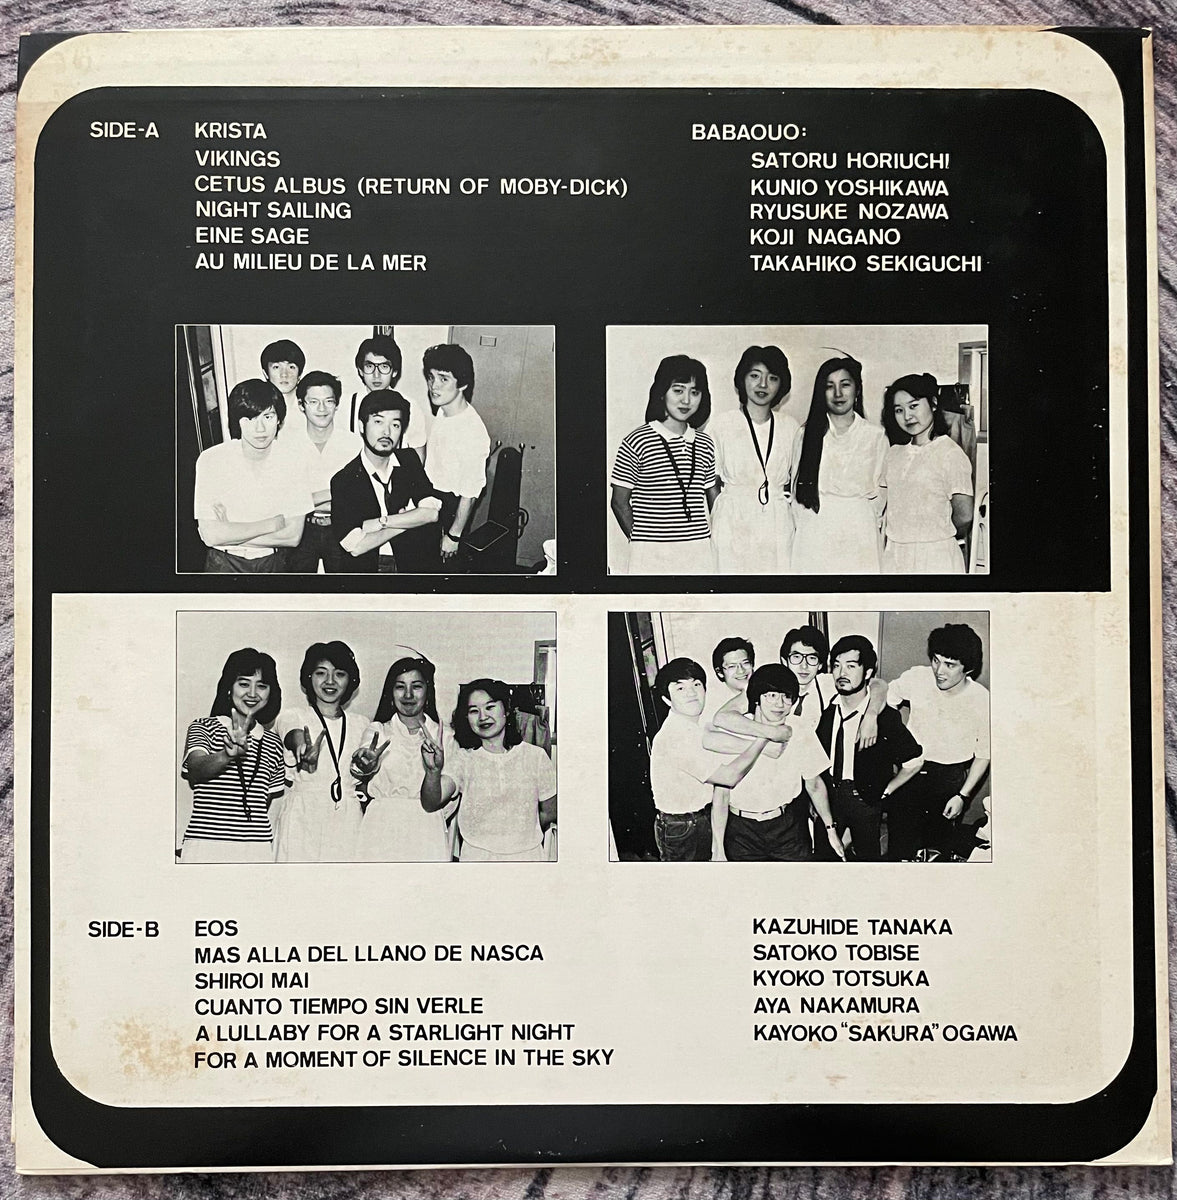 SIDE-A
KRISTA
VIKINGS
CETUS ALBUS (RETURN OF MOBY-DICK)
NIGHT SAILING
EINE SAGE
AU MILIEU DE LA MER
BABAOUO:
SATORU HORIUCHI
KUNIO YOSHIKAWA
RYUSUKE NOZAWA
KOJI NAGANO
TAKAHIKO SEKIGUCHI
SIDE-B
EOS
MAS ALLA DEL LLANO DE NASCA
SHIROI MAI
CUANTO TIEMPO SIN VERLE
A LULLABY FOR A STARLIGHT NIGHT
FOR A MOMENT OF SILENCE IN THE SKY
KAZUHIDE TANAKA
SATOKO TOBISE
KYOKO TOTSUKA
AYA NAKAMURA
KAYOKO “SAKURA” OGAWA